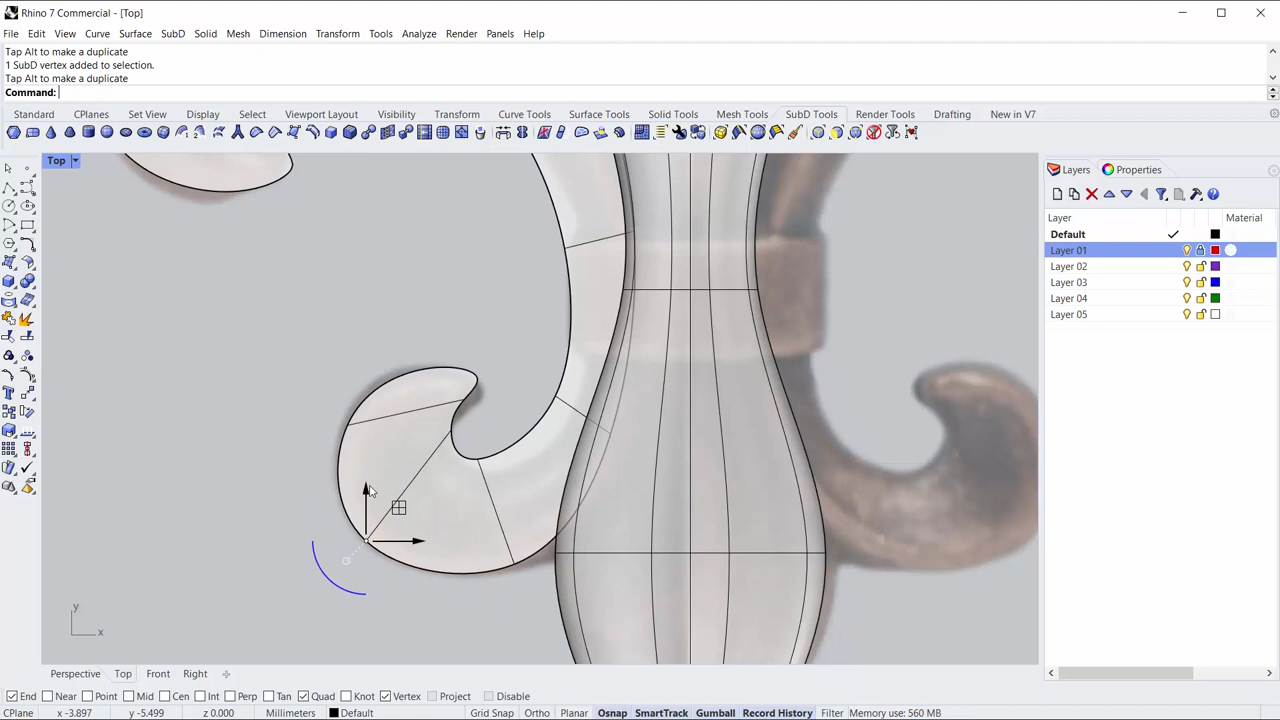 Rhino 7 Commercial - [Top]
File Edit View Curve Surface SubD Solid Mesh Dimension Transform Tools Analyze Render Panels Help
Tap Alt to make a duplicate
1 SubD vertex added to selection.
Tap Alt to make a duplicate
Command:
Standard CPlanes Set View Display Select Viewport Layout Visibility Transform Curve Tools Surface Tools Solid Tools Mesh Tools SubD Tools Render Tools Drafting New in V7
Top
Layers Properties
Layer Material
Default
Layer 01
Layer 02
Layer 03
Layer 04
Layer 05
y
x
Perspective Top Front Right
End Near Point Mid Cen Int Perp Tan Quad Knot Vertex Project Disable
CPlane x -3.897 y -5.499 z 0.000 Millimeters Default Grid Snap Ortho Planar Osnap SmartTrack Gumball Record History Filter Memory use: 560 MB